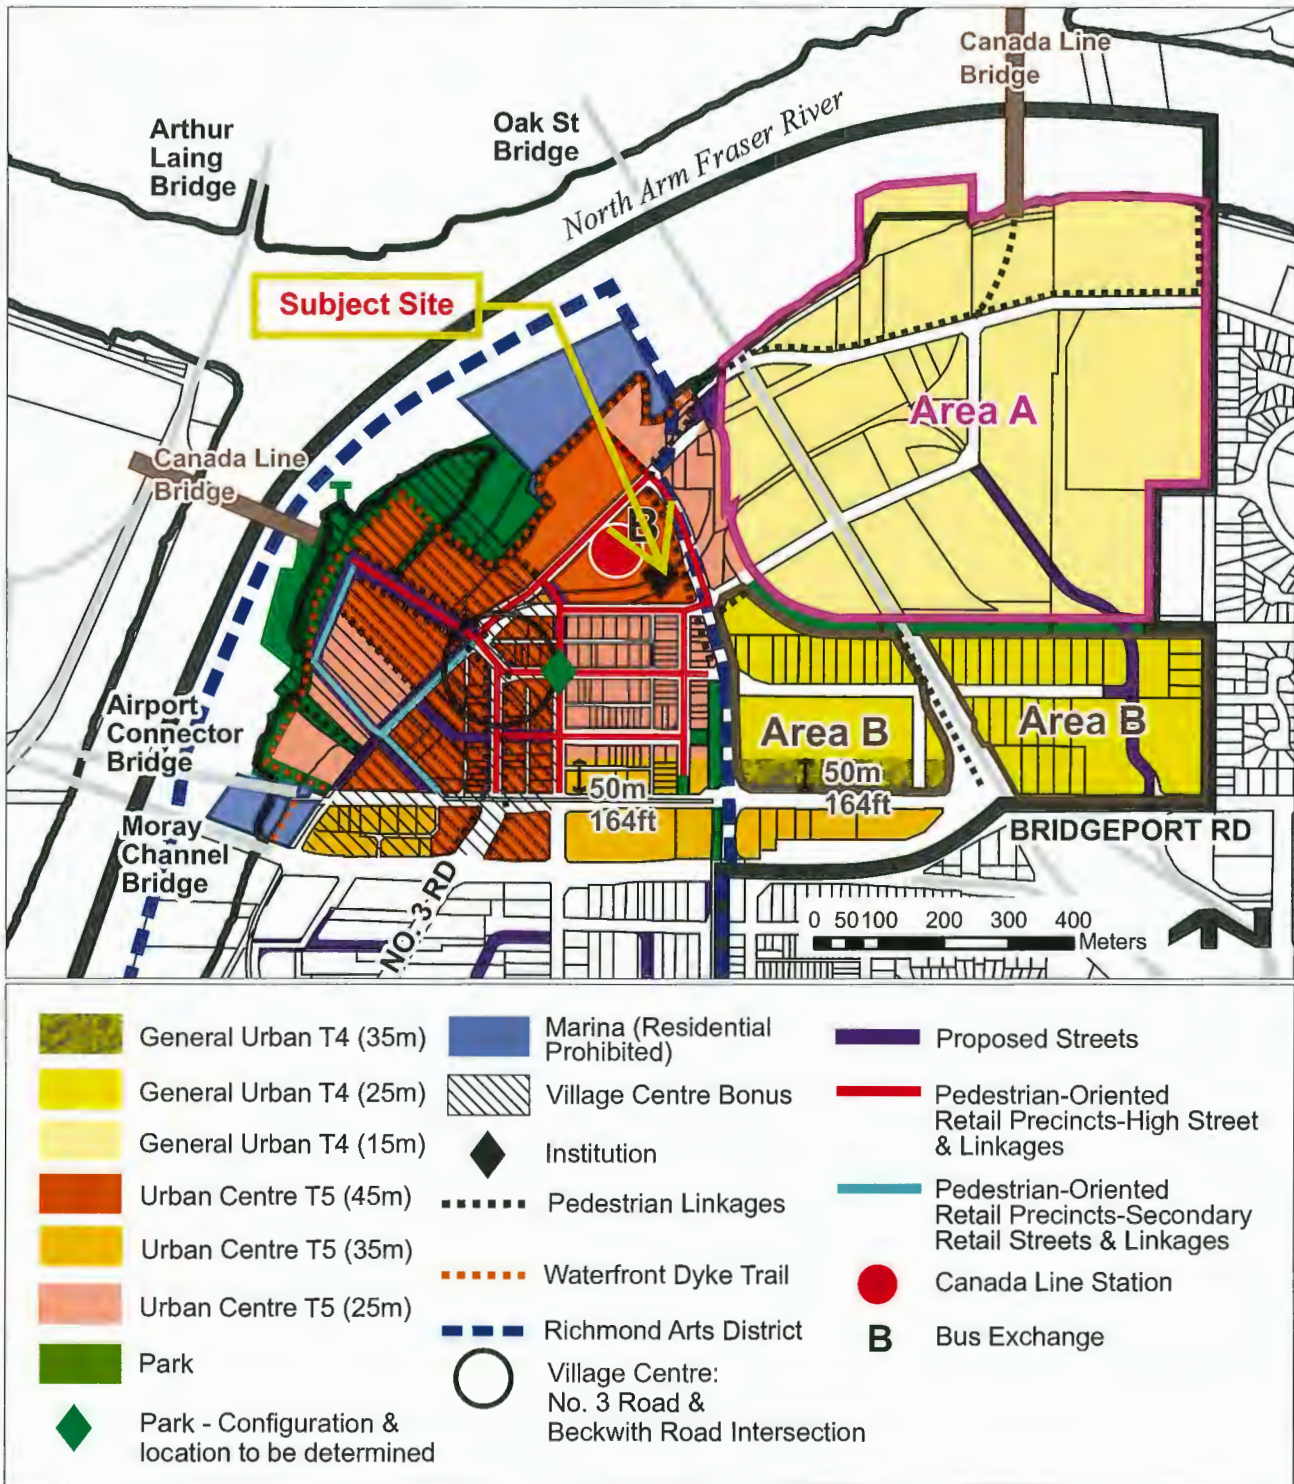 Canada Line
Bridge
Arthur
Laing
Bridge
Oak St
Bridge
North Arm Fraser River
Subject Site
Area A
Canada Line
Bridge
B
Airport
Connector
Bridge
Area B
Area B
50m
164ft
50m
164ft
Moray
Channel
Bridge
BRIDGEPORT RD
NO. 3 RD
0 50 100 200 300 400
Meters
General Urban T4 (35m)
General Urban T4 (25m)
General Urban T4 (15m)
Urban Centre T5 (45m)
Urban Centre T5 (35m)
Urban Centre T5 (25m)
Park
Park - Configuration &
location to be determined
Marina (Residential
Prohibited)
Village Centre Bonus
Institution
Pedestrian Linkages
Waterfront Dyke Trail
Richmond Arts District
Village Centre:
No. 3 Road &
Beckwith Road Intersection
Proposed Streets
Pedestrian-Oriented
Retail Precincts-High Street
& Linkages
Pedestrian-Oriented
Retail Precincts-Secondary
Retail Streets & Linkages
Canada Line Station
B Bus Exchange